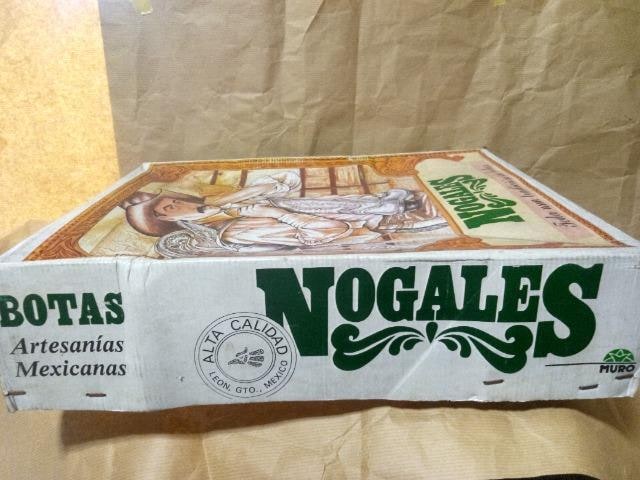 NOGALES
BOTAS
Artesanías
Mexicanas
ALTA CALIDAD
LEON, GTO., MEXICO
NOGALES
MURO